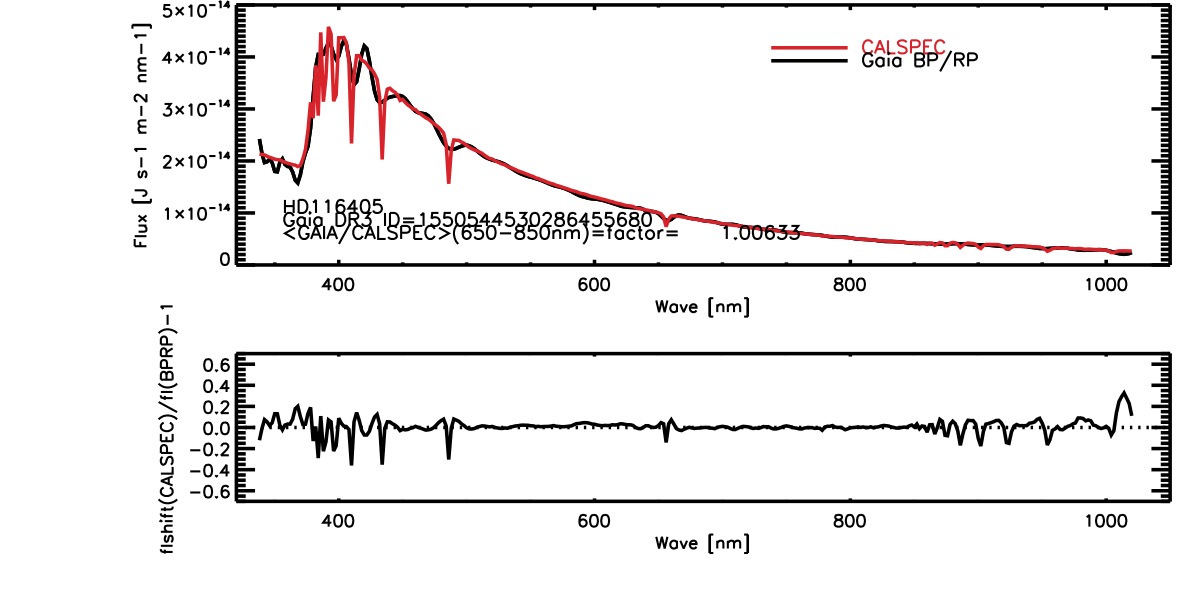 5×10−14
4×10−14
3×10−14
2×10−14
1×10−14
0
Flux [J s−1 m−2 nm−1]
CALSPEC
Gaia BP/RP
HD116405
Gaia DR3 ID=1550544530286455680
<GAIA/CALSPEC>(650−850nm)=factor= 1.00633
400 600 800 1000
Wave [nm]
flshift(CALSPEC)/fl(BPRP)−1
0.6
0.4
0.2
0.0
−0.2
−0.4
−0.6
400 600 800 1000
Wave [nm]